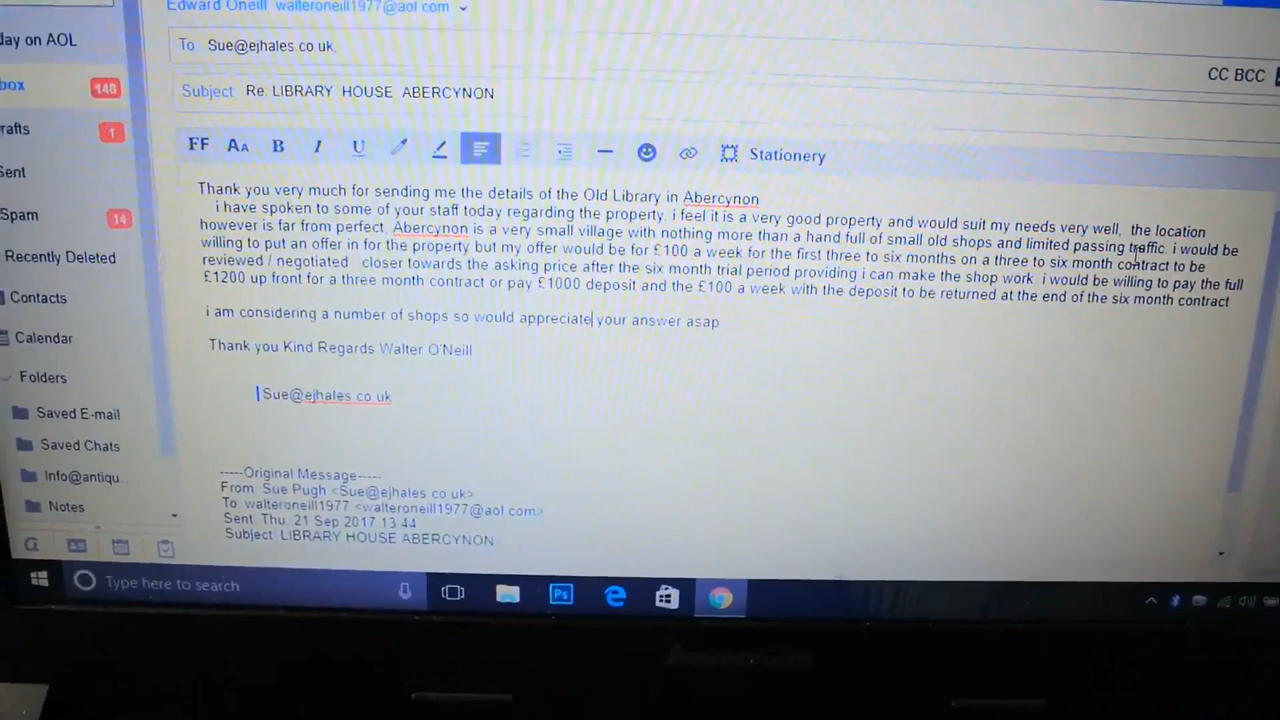 Edward Oneill walteroneill1977@aol.com
day on AOL
To Sue@ejhales.co.uk,
CC BCC
box 148
Subject Re: LIBRARY HOUSE ABERCYNON
rafts 1
FF AA B I U Stationery
Sent
Thank you very much for sending me the details of the Old Library in Abercynon
i have spoken to some of your staff today regarding the property, i feel it is a very good property and would suit my needs very well, the location
however is far from perfect, Abercynon is a very small village with nothing more than a hand full of small old shops and limited passing traffic. i would be
willing to put an offer in for the property but my offer would be for £100 a week for the first three to six months on a three to six month contract to be
reviewed / negotiated closer towards the asking price after the six month trial period providing i can make the shop work i would be willing to pay the full
£1200 up front for a three month contract or pay £1000 deposit and the £100 a week with the deposit to be returned at the end of the six month contract
Spam 14
Recently Deleted
Contacts
i am considering a number of shops so would appreciate your answer asap
Calendar
Thank you Kind Regards Walter O'Neill
Folders
Sue@ejhales.co.uk
Saved E-mail
Saved Chats
Info@antiqu...
Notes
-----Original Message-----
From: Sue Pugh <Sue@ejhales.co.uk>
To: walteroneill1977 <walteroneill1977@aol.com>
Sent: Thu, 21 Sep 2017 13:44
Subject: LIBRARY HOUSE ABERCYNON
Type here to search
Ps